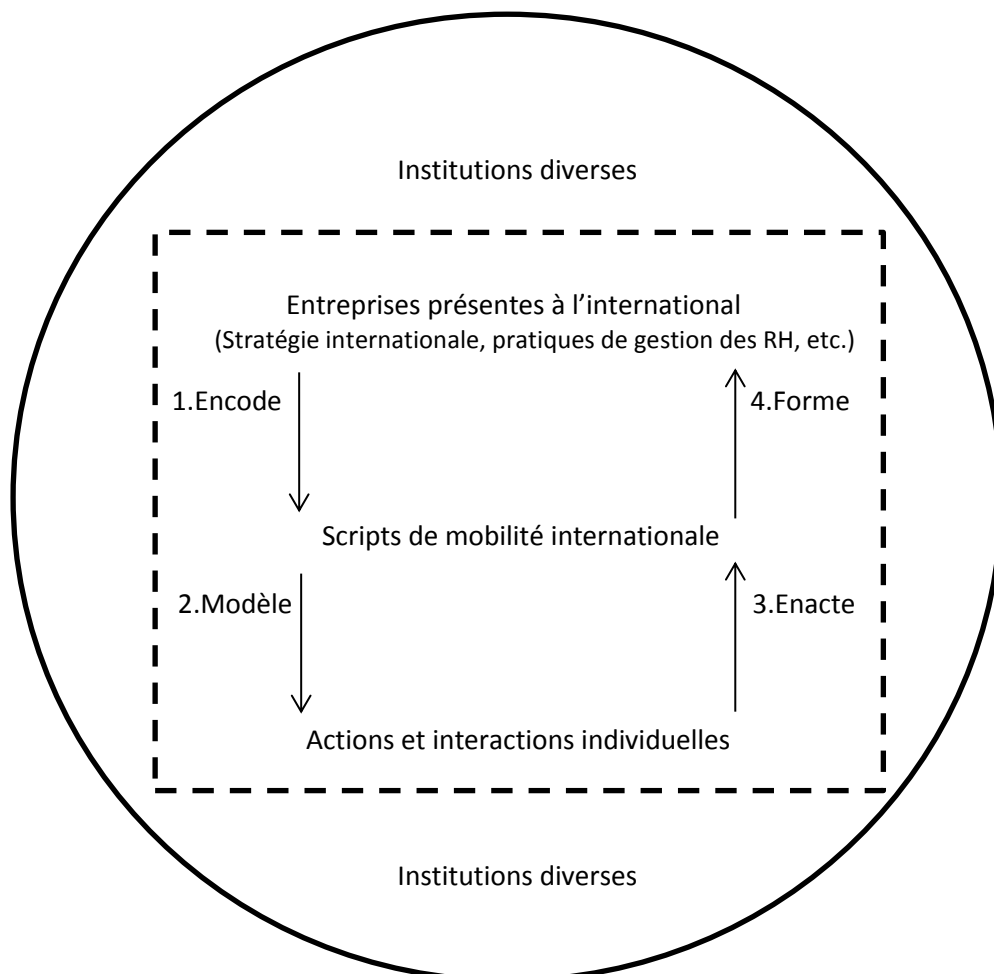 Institutions diverses
Entreprises présentes à l’international
(Stratégie internationale, pratiques de gestion des RH, etc.)
1.Encode
4.Forme
Scripts de mobilité internationale
2.Modèle
3.Enacte
Actions et interactions individuelles
Institutions diverses